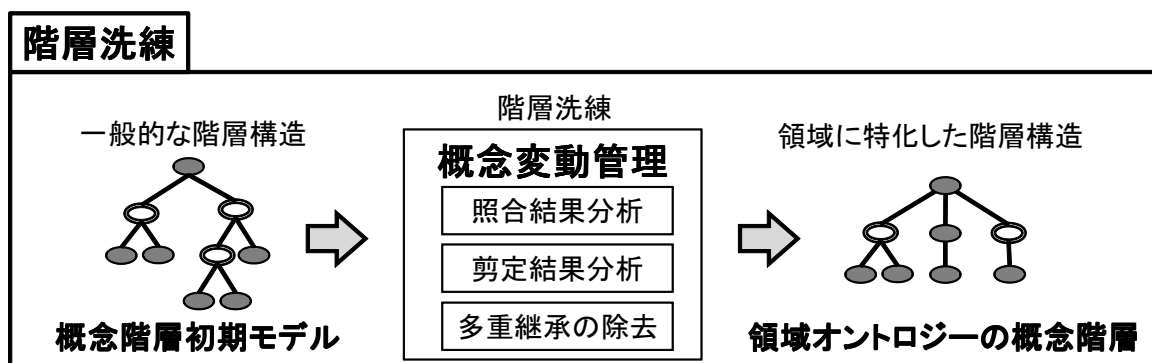 階層洗練
一般的な階層構造
概念階層初期モデル
階層洗練
概念変動管理
照合結果分析
剪定結果分析
多重継承の除去
領域に特化した階層構造
領域オントロジーの概念階層